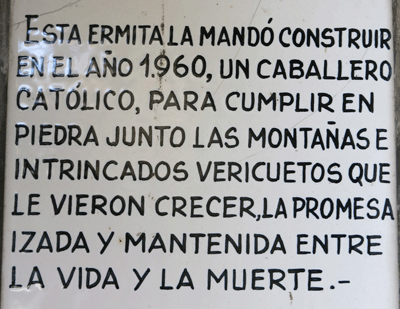 ESTA ERMITA LA MANDÓ CONSTRUIR
EN EL AÑO 1.960, UN CABALLERO
CATÓLICO, PARA CUMPLIR EN
PIEDRA JUNTO LAS MONTAÑAS E
INTRINCADOS VERICUETOS QUE
LE VIERON CRECER, LA PROMESA
IZADA Y MANTENIDA ENTRE
LA VIDA Y LA MUERTE.-